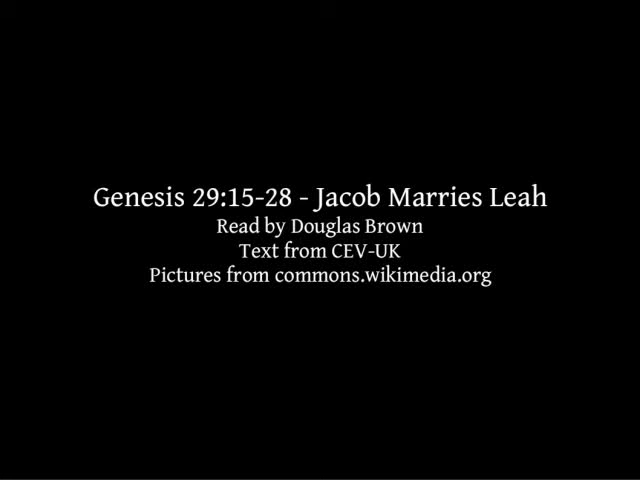 Genesis 29:15-28 - Jacob Marries Leah
Read by Douglas Brown
Text from CEV-UK
Pictures from commons.wikimedia.org